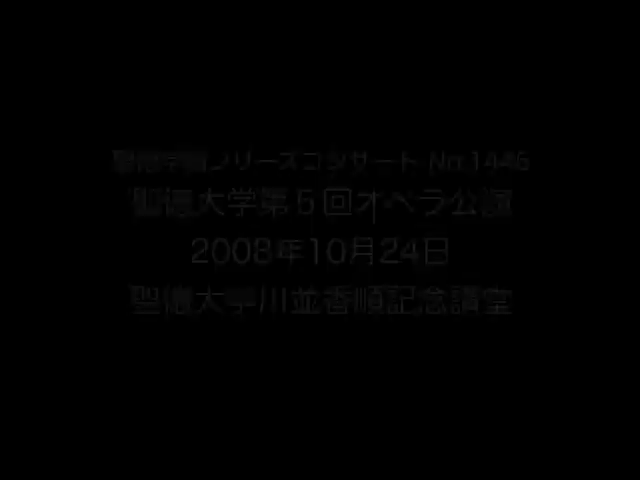 聖徳学園シリーズコンサート No.1446
聖徳大学第5回オペラ公演
2008年10月24日
聖徳大学川並香順記念講堂